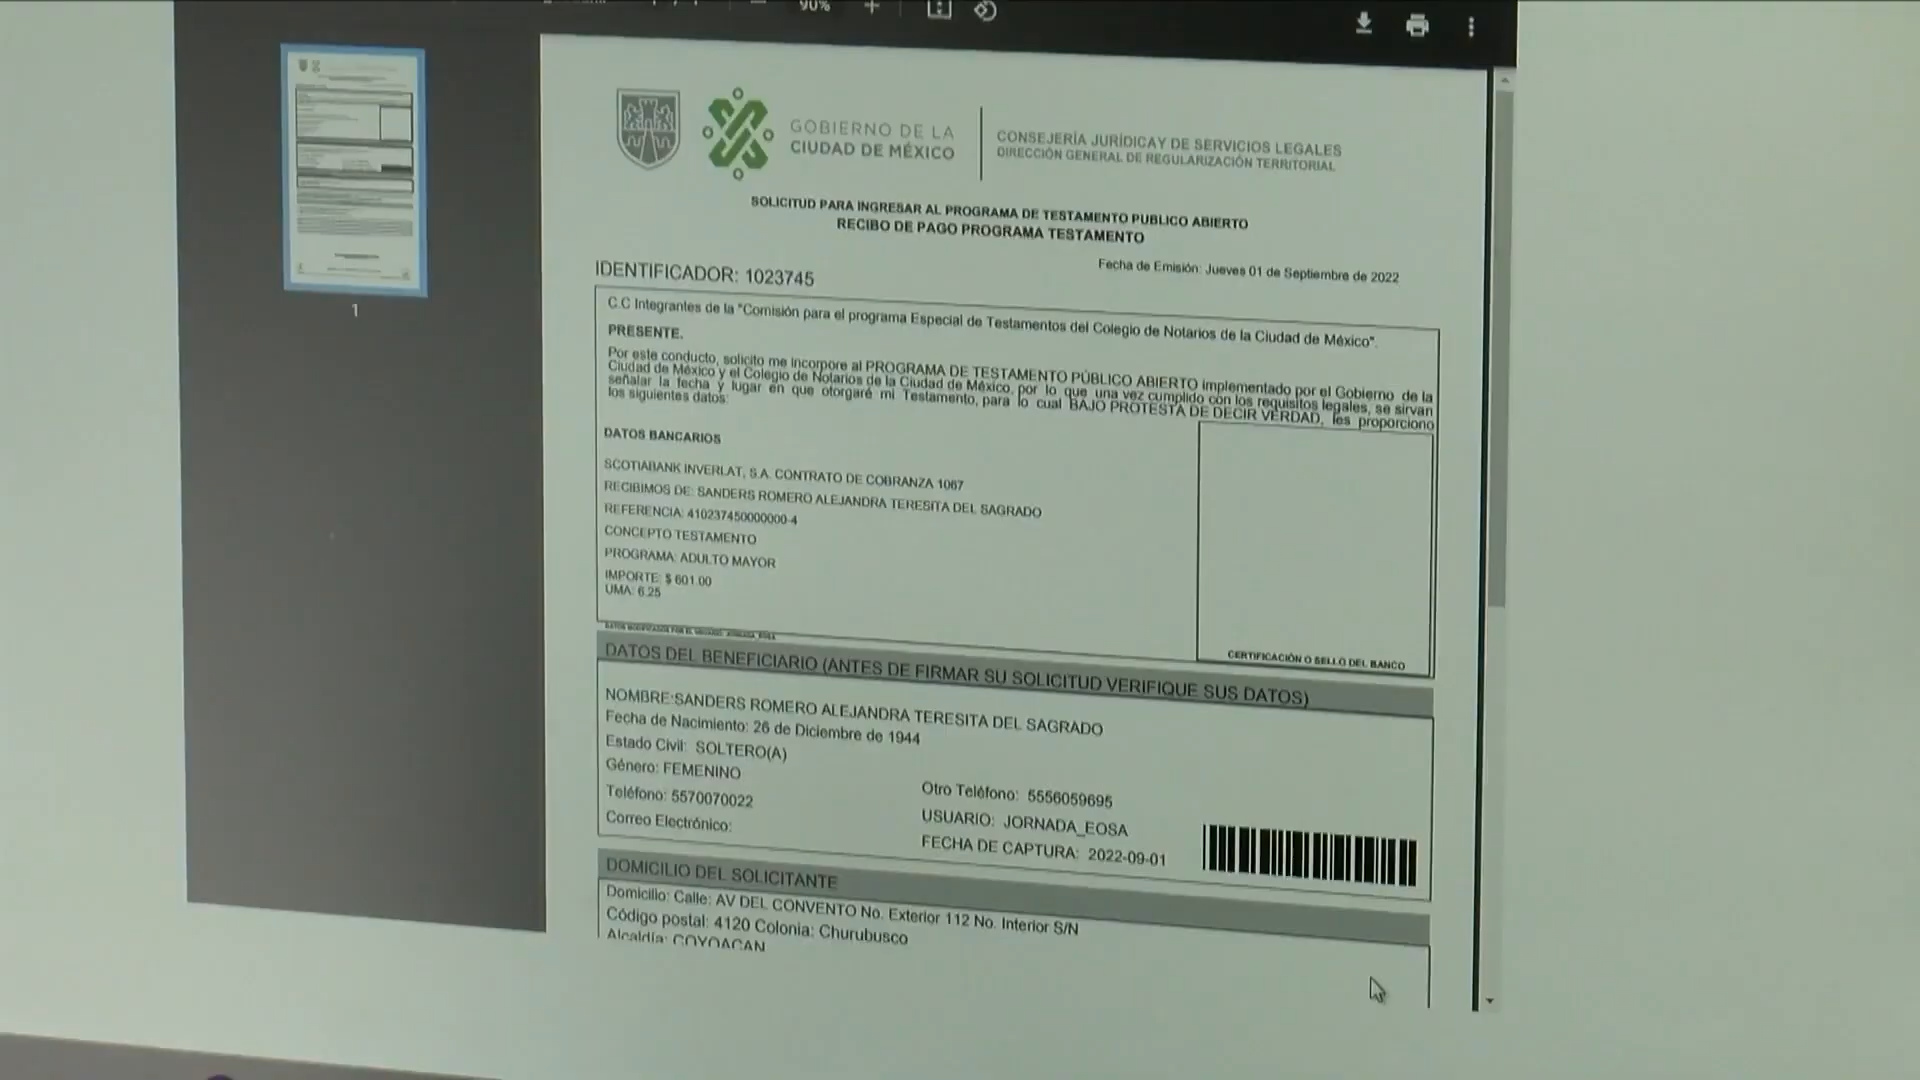 90%
1
GOBIERNO DE LA
CIUDAD DE MÉXICO
CONSEJERÍA JURÍDICAY DE SERVICIOS LEGALES
DIRECCIÓN GENERAL DE REGULARIZACIÓN TERRITORIAL
SOLICITUD PARA INGRESAR AL PROGRAMA DE TESTAMENTO PUBLICO ABIERTO
RECIBO DE PAGO PROGRAMA TESTAMENTO
Fecha de Emisión: Jueves 01 de Septiembre de 2022
IDENTIFICADOR: 1023745
C.C Integrantes de la "Comisión para el programa Especial de Testamentos del Colegio de Notarios de la Ciudad de México".
PRESENTE.
Por este conducto, solicito me incorpore al PROGRAMA DE TESTAMENTO PÚBLICO ABIERTO implementado por el Gobierno de la
Ciudad de México y el Colegio de Notarios de la Ciudad de México, por lo que una vez cumplido con los requisitos legales, se sirvan
señalar la fecha y lugar en que otorgaré mi Testamento, para lo cual BAJO PROTESTA DE DECIR VERDAD, les proporciono
los siguientes datos:
DATOS BANCARIOS
SCOTIABANK INVERLAT, S.A. CONTRATO DE COBRANZA 1067
RECIBIMOS DE: SANDERS ROMERO ALEJANDRA TERESITA DEL SAGRADO
REFERENCIA: 410237450000000-4
CONCEPTO TESTAMENTO
PROGRAMA: ADULTO MAYOR
IMPORTE: $ 601.00
UMA: 6.25
CERTIFICACIÓN O SELLO DEL BANCO
DATOS MODIFICADOS POR EL USUARIO: JORNADA_EOSA
DATOS DEL BENEFICIARIO (ANTES DE FIRMAR SU SOLICITUD VERIFIQUE SUS DATOS)
NOMBRE:SANDERS ROMERO ALEJANDRA TERESITA DEL SAGRADO
Fecha de Nacimiento: 26 de Diciembre de 1944
Estado Civil: SOLTERO(A)
Género: FEMENINO
Teléfono: 5570070022
Otro Teléfono: 5556059695
Correo Electrónico:
USUARIO: JORNADA_EOSA
FECHA DE CAPTURA: 2022-09-01
DOMICILIO DEL SOLICITANTE
Domicilio: Calle: AV DEL CONVENTO No. Exterior 112 No. Interior S/N
Código postal: 4120 Colonia: Churubusco
Alcaldía: COYOACAN